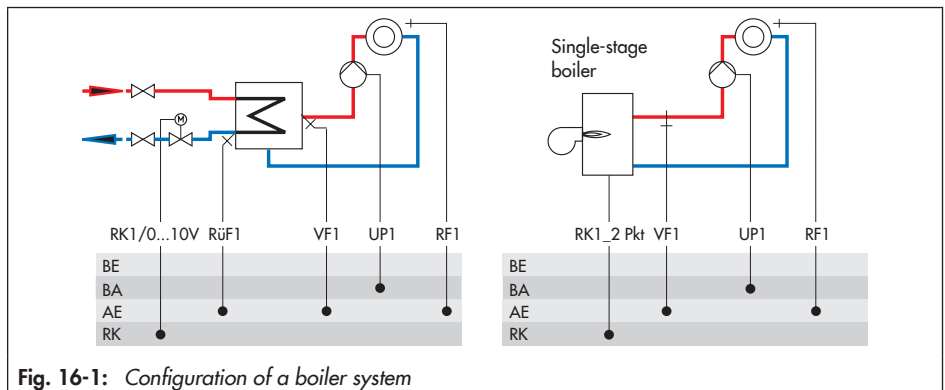 Single-stage
boiler
M
RK1/0...10V RüF1 VF1 UP1 RF1
RK1_2 Pkt VF1 UP1 RF1
BE
BA
AE
RK
BE
BA
AE
RK
Fig. 16-1: Configuration of a boiler system